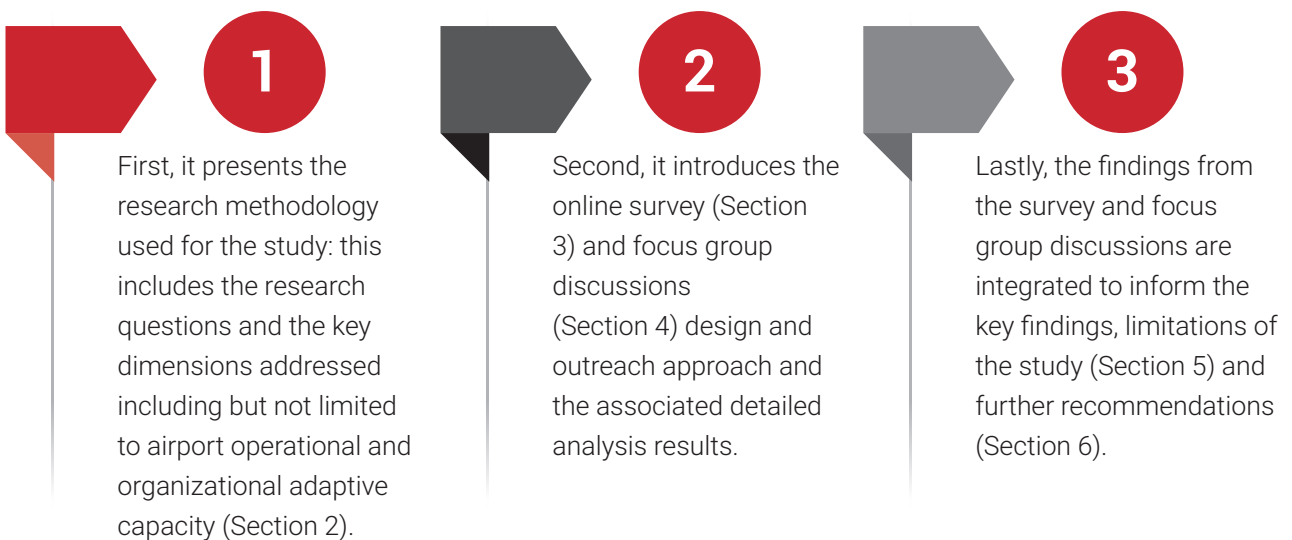 1
First, it presents the
research methodology
used for the study: this
includes the research
questions and the key
dimensions addressed
including but not limited
to airport operational and
organizational adaptive
capacity (Section 2).
2
Second, it introduces the
online survey (Section
3) and focus group
discussions
(Section 4) design and
outreach approach and
the associated detailed
analysis results.
3
Lastly, the findings from
the survey and focus
group discussions are
integrated to inform the
key findings, limitations of
the study (Section 5) and
further recommendations
(Section 6).